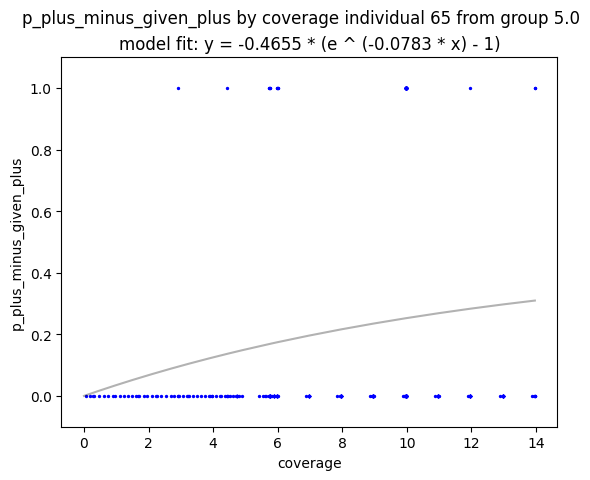 p_plus_minus_given_plus by coverage individual 65 from group 5.0
model fit: y = -0.4655 * (e ^ (-0.0783 * x) - 1)
p_plus_minus_given_plus
1.0
0.8
0.6
0.4
0.2
0.0
0 2 4 6 8 10 12 14
coverage